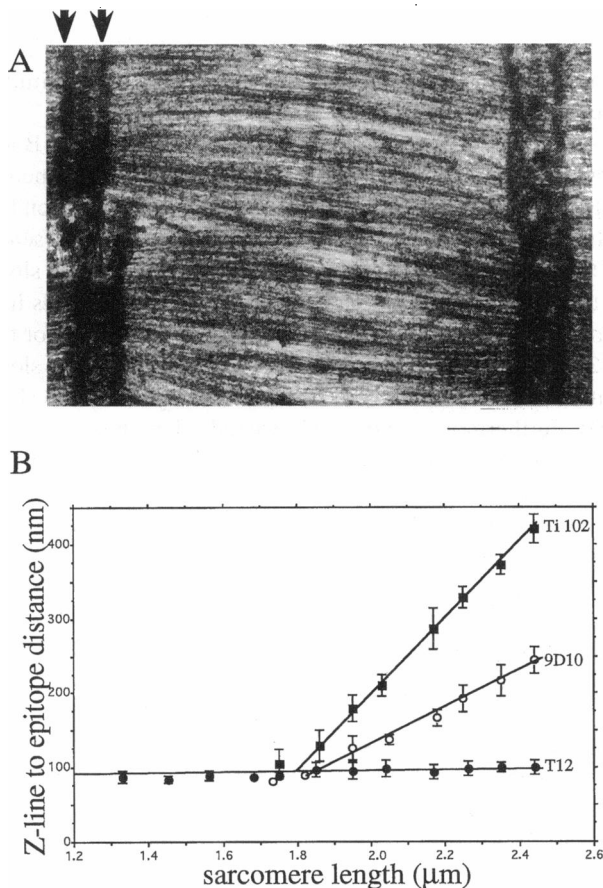 A
B
Z-line to epitope distance (nm)
400
300
200
100
0
Ti 102
9D10
T12
1.2 1.4 1.6 1.8 2.0 2.2 2.4 2.6
sarcomere length (μm)